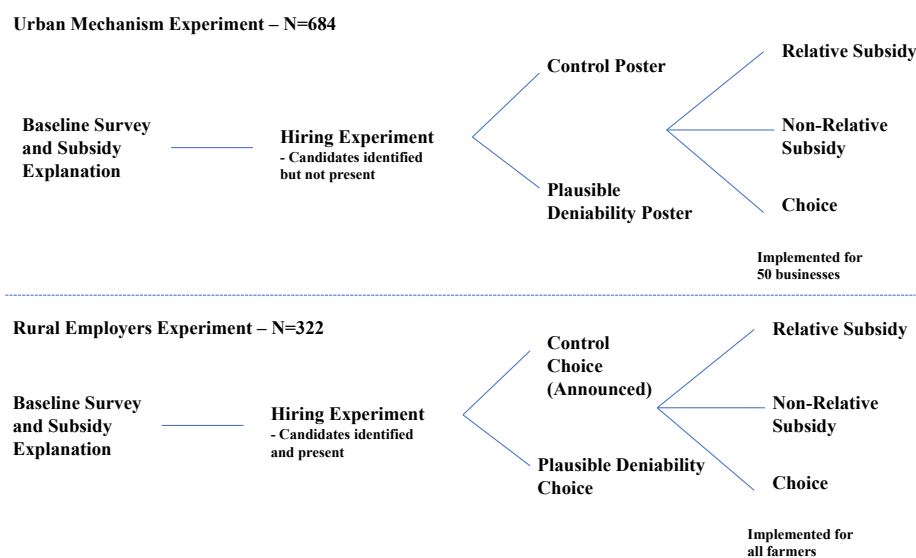 Urban Mechanism Experiment – N=684
Baseline Survey
and Subsidy
Explanation
Hiring Experiment
- Candidates identified
but not present
Control Poster
Plausible
Deniability Poster
Relative Subsidy
Non-Relative
Subsidy
Choice
Implemented for
50 businesses
Rural Employers Experiment – N=322
Baseline Survey
and Subsidy
Explanation
Hiring Experiment
- Candidates identified
and present
Control
Choice
(Announced)
Plausible Deniability
Choice
Relative Subsidy
Non-Relative
Subsidy
Choice
Implemented for
all farmers